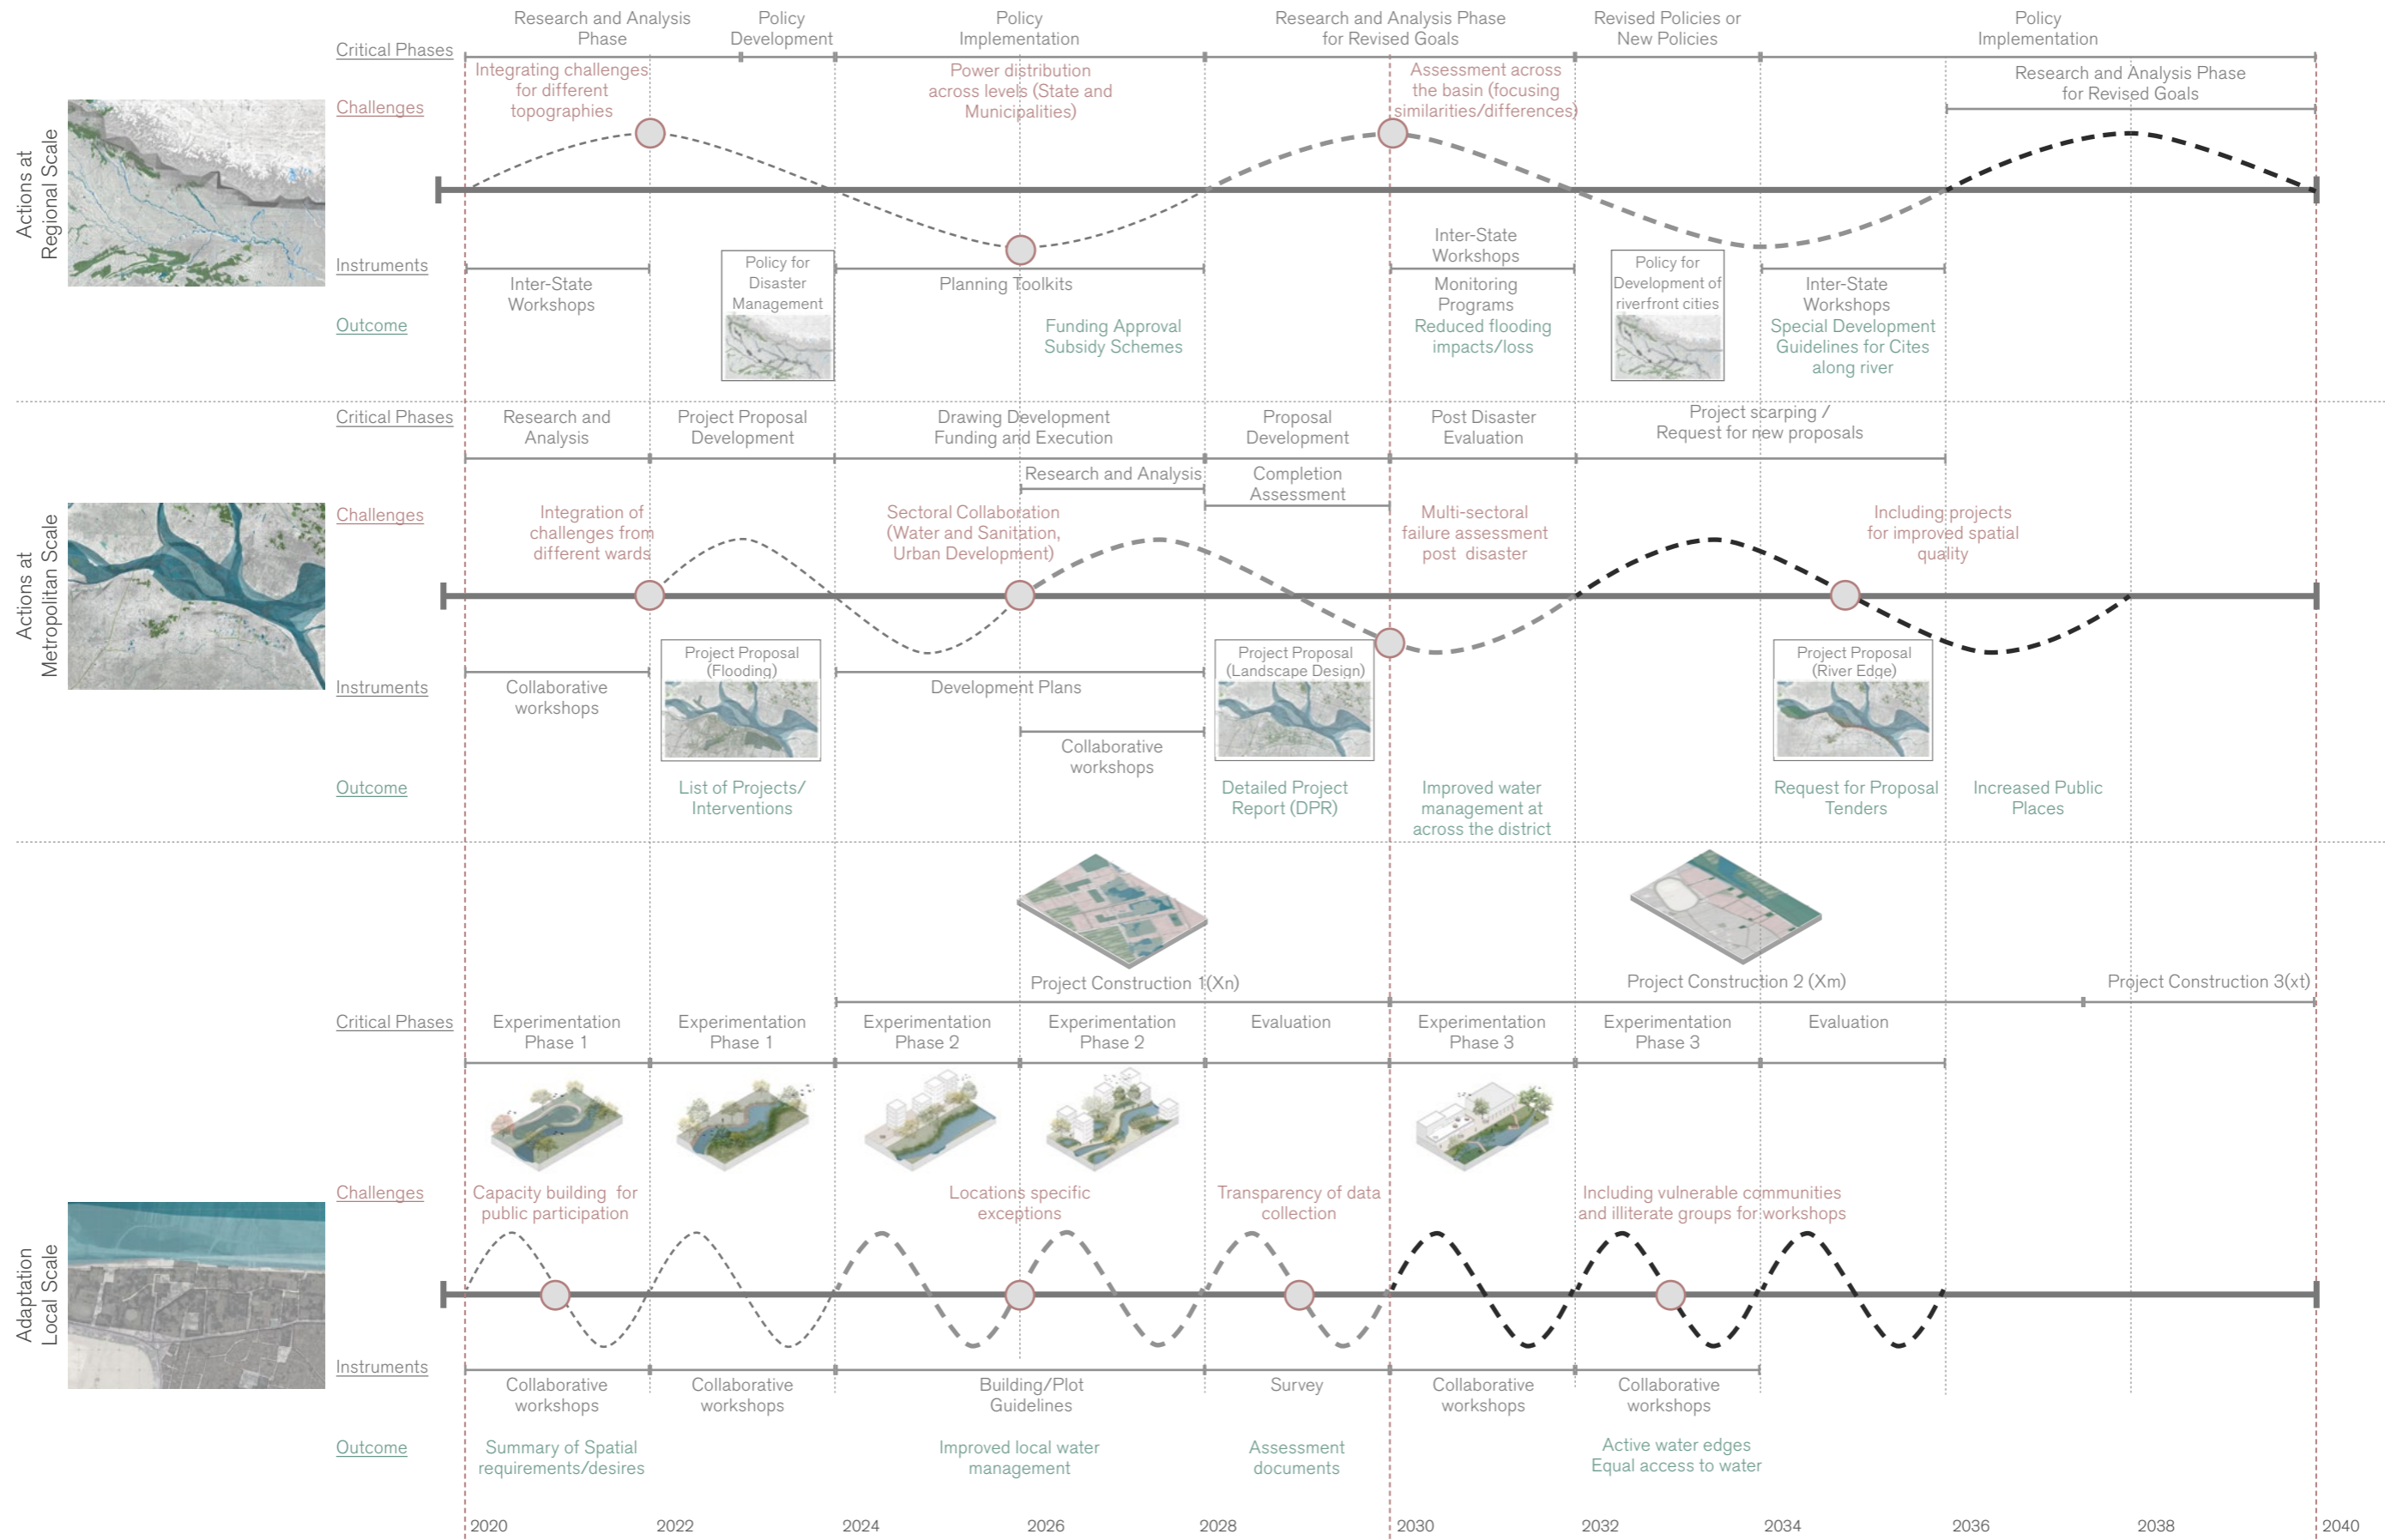 Research and Analysis
Phase
Policy
Development
Policy
Implementation
Research and Analysis Phase
for Revised Goals
Revised Policies or
New Policies
Policy
Implementation
Critical Phases
Research and Analysis Phase
for Revised Goals
Actions at
Regional Scale
Challenges
Integrating challenges
for different
topographies
Power distribution
across levels (State and
Municipalities)
Assessment across
the basin (focusing
similarities/differences)
Instruments
Inter-State
Workshops
Policy for
Disaster
Management
Planning Toolkits
Inter-State
Workshops
Monitoring
Programs
Policy for
Development of
riverfront cities
Inter-State
Workshops
Outcome
Funding Approval
Subsidy Schemes
Reduced flooding
impacts/loss
Special Development
Guidelines for Cites
along river
Critical Phases
Research and
Analysis
Project Proposal
Development
Drawing Development
Funding and Execution
Proposal
Development
Post Disaster
Evaluation
Project scarping /
Request for new proposals
Research and Analysis
Completion
Assessment
Actions at
Metropolitan Scale
Challenges
Integration of
challenges from
different wards
Sectoral Collaboration
(Water and Sanitation,
Urban Development)
Multi-sectoral
failure assessment
post disaster
Including projects
for improved spatial
quality
Instruments
Collaborative
workshops
Project Proposal
(Flooding)
Development Plans
Collaborative
workshops
Project Proposal
(Landscape Design)
Project Proposal
(River Edge)
Outcome
List of Projects/
Interventions
Detailed Project
Report (DPR)
Improved water
management at
across the district
Request for Proposal
Tenders
Increased Public
Places
Project Construction 1(Xn)
Project Construction 2 (Xm)
Project Construction 3(xt)
Critical Phases
Experimentation
Phase 1
Experimentation
Phase 1
Experimentation
Phase 2
Experimentation
Phase 2
Evaluation
Experimentation
Phase 3
Experimentation
Phase 3
Evaluation
Adaptation
Local Scale
Challenges
Capacity building for
public participation
Locations specific
exceptions
Transparency of data
collection
Including vulnerable communities
and illiterate groups for workshops
Instruments
Collaborative
workshops
Collaborative
workshops
Building/Plot
Guidelines
Survey
Collaborative
workshops
Collaborative
workshops
Outcome
Summary of Spatial
requirements/desires
Improved local water
management
Assessment
documents
Active water edges
Equal access to water
2020 2022 2024 2026 2028 2030 2032 2034 2036 2038 2040